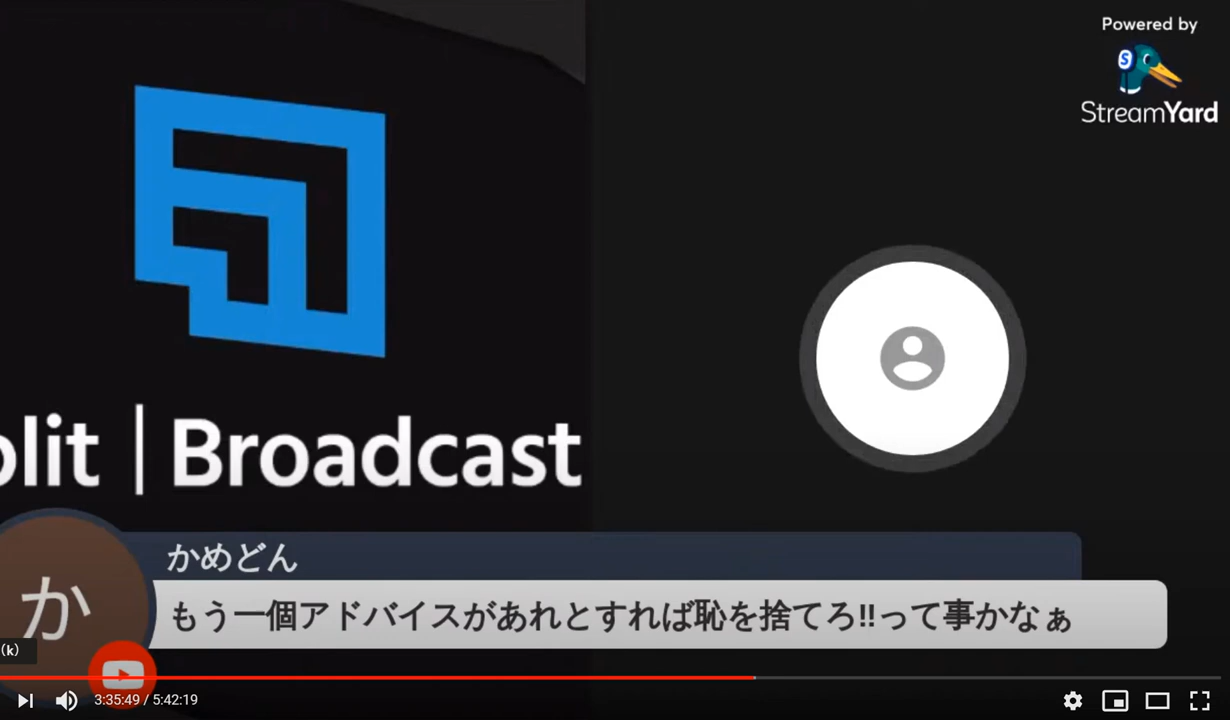 Powered by
StreamYard
Broadcast
かめどん
か
もう一個アドバイスがあれとすれば恥を捨てろ!!って事かなぁ
(k)
3:35:49 / 5:42:19